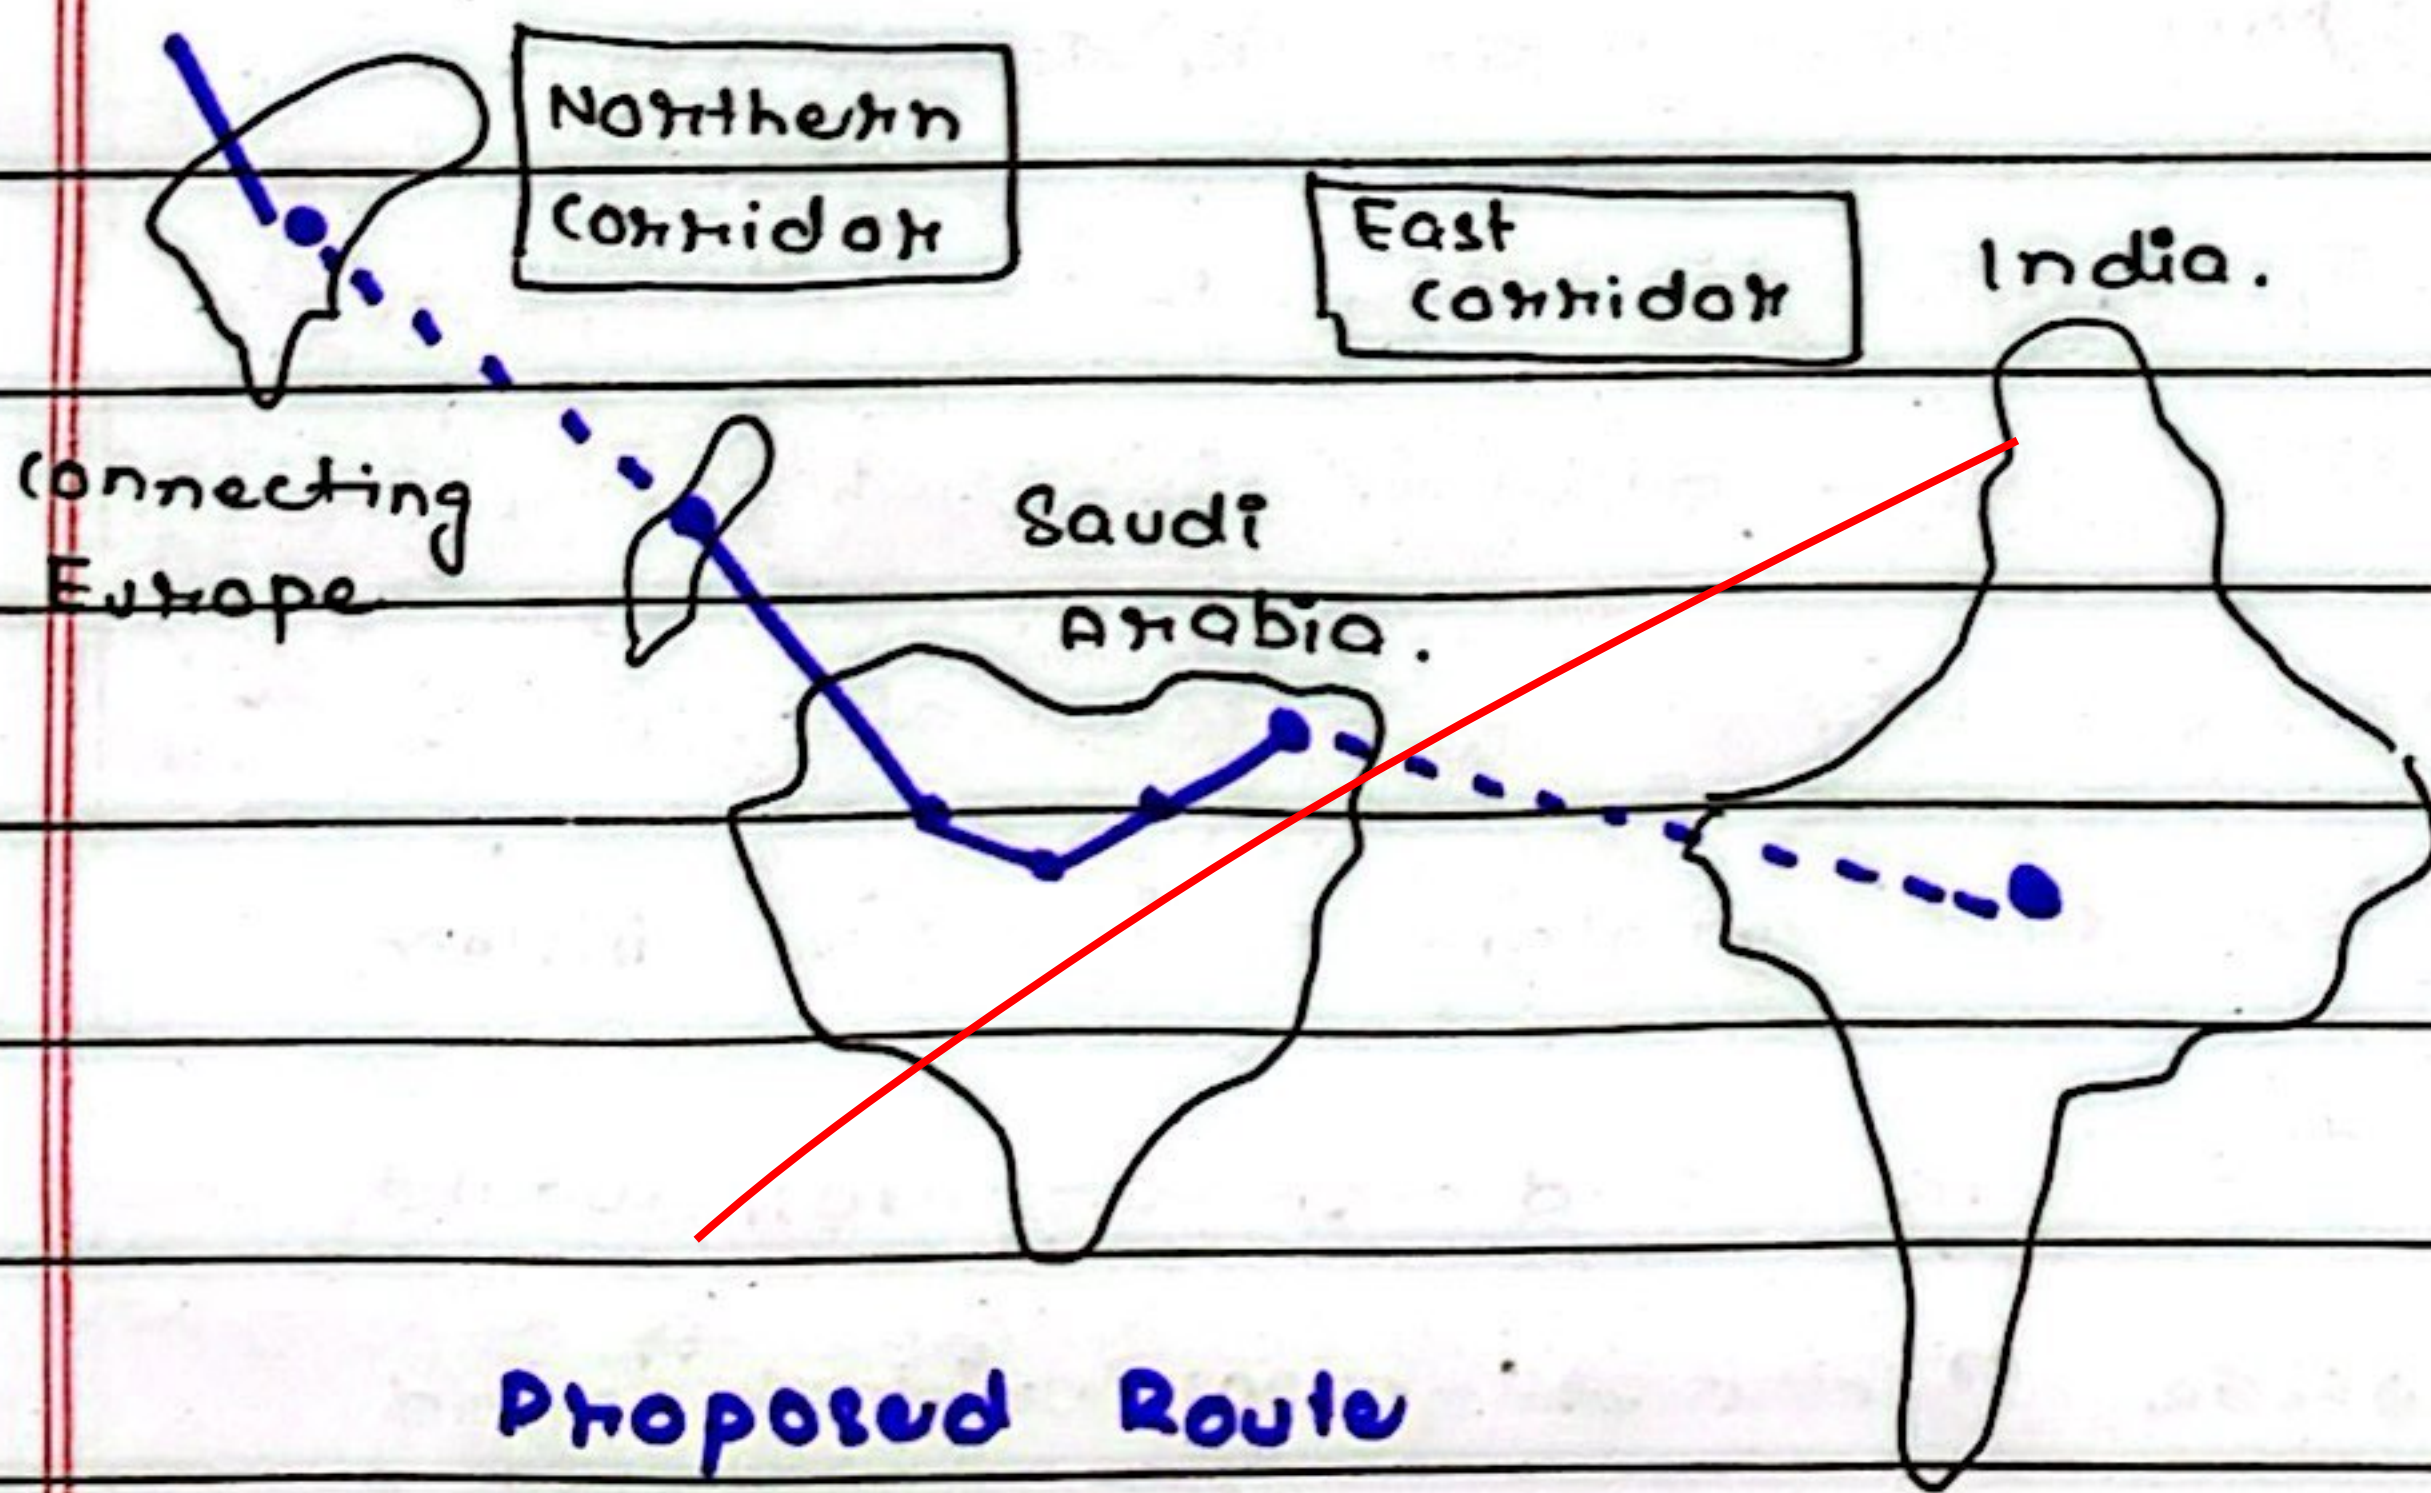 Northern
Corridor
East
Corridor
India.
Connecting
Europe
Saudi
Arabia.
Proposed Route